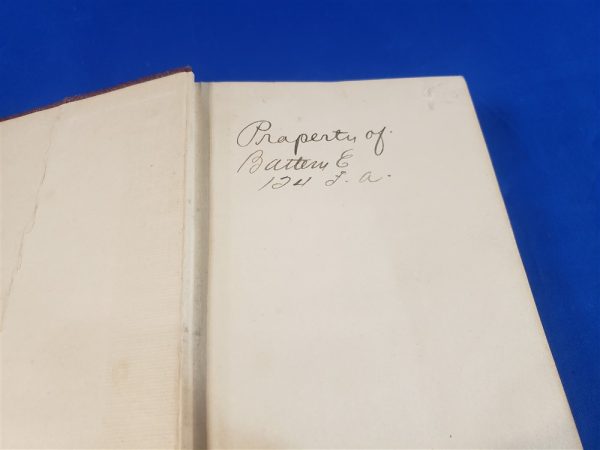 Property of
Battery E
124 F. A.